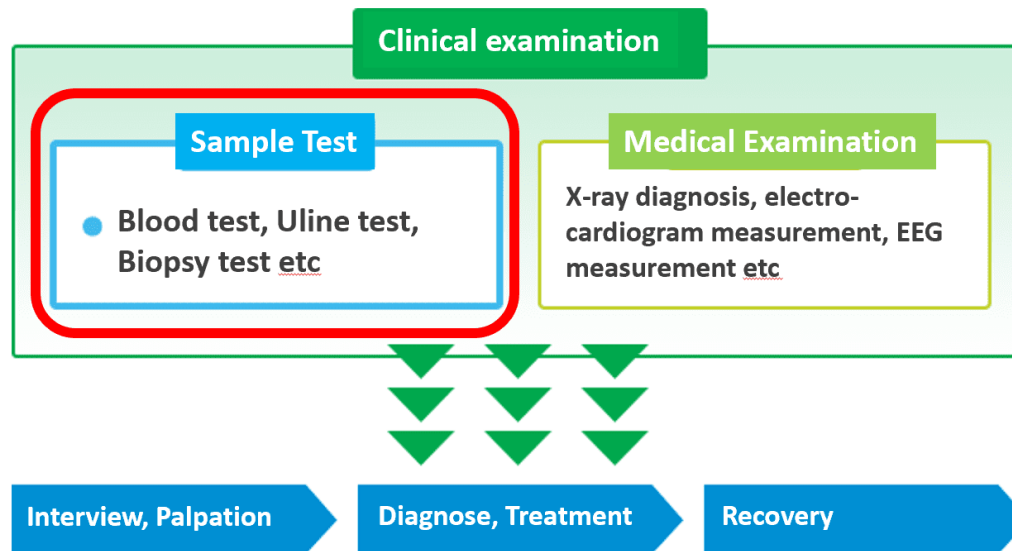 Clinical examination
Sample Test
Blood test, Uline test,
Biopsy test etc
Medical Examination
X-ray diagnosis, electro-
cardiogram measurement, EEG
measurement etc
Interview, Palpation
Diagnose, Treatment
Recovery